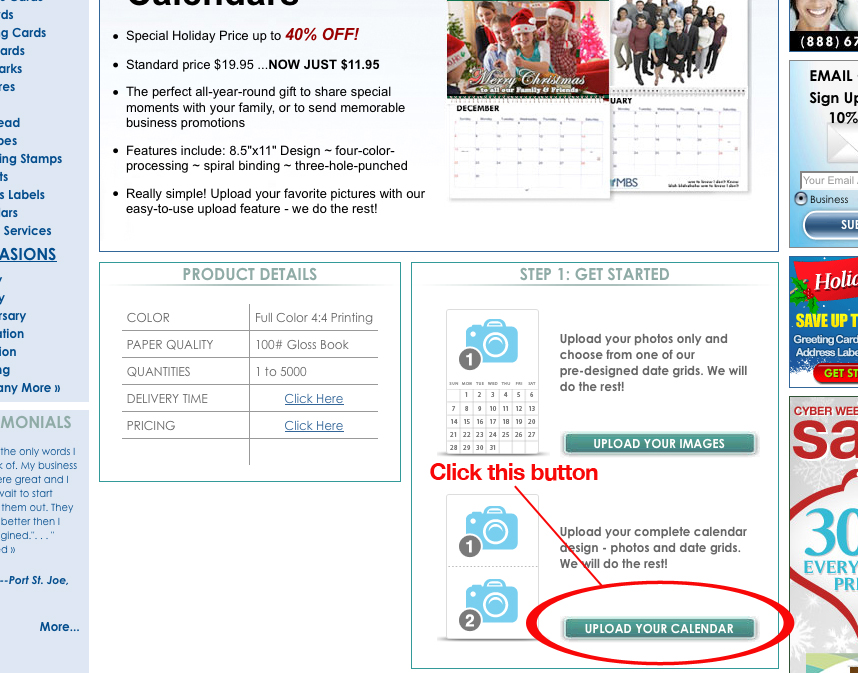 Calendars
Special Holiday Price up to 40% OFF!
Standard price $19.95 ...NOW JUST $11.95
The perfect all-year-round gift to share special
moments with your family, or to send memorable
business promotions
Features include: 8.5"x11" Design ~ four-color-
processing ~ spiral binding ~ three-hole-punched
Really simple! Upload your favorite pictures with our
easy-to-use upload feature - we do the rest!
Merry Christmas
to all our Family & Friends
DECEMBER
UARY
MBS
Cards
rds
ng Cards
ards
arks
res
ead
pes
ing Stamps
ts
s Labels
lars
Services
ASIONS
y
y
ersary
ation
ion
ng
any More »
MONIALS
the only words I
k of. My business
ere great and I
wait to start
them out. They
better then I
gined.". . . "
d »
--Port St. Joe,
More...
PRODUCT DETAILS
COLOR Full Color 4:4 Printing
PAPER QUALITY 100# Gloss Book
QUANTITIES 1 to 5000
DELIVERY TIME Click Here
PRICING Click Here
STEP 1: GET STARTED
1
SUN MON TUE WED THU FRI SAT
1 2 3 4 5 6
7 8 9 10 11 12 13
14 15 16 17 18 19 20
21 22 23 24 25 26 27
28 29 30 31
Upload your photos only and
choose from one of our
pre-designed date grids. We will
do the rest!
UPLOAD YOUR IMAGES
Click this button
1
2
Upload your complete calendar
design - photos and date grids.
We will do the rest!
UPLOAD YOUR CALENDAR
(888) 67
EMAIL
Sign Up
10%
Your Email
Business
SUB
Holid
SAVE UP T
Greeting Card
Address Labe
GET ST
CYBER WEE
sa
30
EVERY
PRI